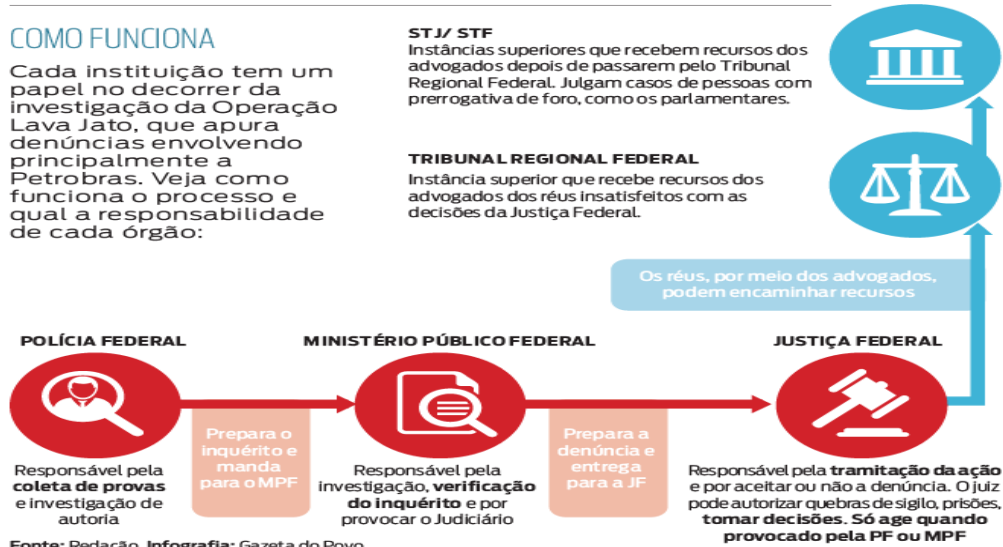 COMO FUNCIONA
Cada instituição tem um
papel no decorrer da
investigação da Operação
Lava Jato, que apura
denúncias envolvendo
principalmente a
Petrobras. Veja como
funciona o processo e
qual a responsabilidade
de cada órgão:
STJ/ STF
Instâncias superiores que recebem recursos dos
advogados depois de passarem pelo Tribunal
Regional Federal. Julgam casos de pessoas com
prerrogativa de foro, como os parlamentares.
TRIBUNAL REGIONAL FEDERAL
Instância superior que recebe recursos dos
advogados dos réus insatisfeitos com as
decisões da Justiça Federal.
Os réus, por meio dos advogados,
podem encaminhar recursos
POLÍCIA FEDERAL
Responsável pela
coleta de provas
e investigação de
autoria
Prepara o
inquérito e
manda
para o MPF
MINISTÉRIO PÚBLICO FEDERAL
Responsável pela
investigação, verificação
do inquérito e por
provocar o Judiciário
Prepara a
denúncia e
entrega
para a JF
JUSTIÇA FEDERAL
Responsável pela tramitação da ação
e por aceitar ou não a denúncia. O juiz
pode autorizar quebras de sigilo, prisões,
tomar decisões. Só age quando
provocado pela PF ou MPF
Fonte: Redação. Infografia: Gazeta do Povo.